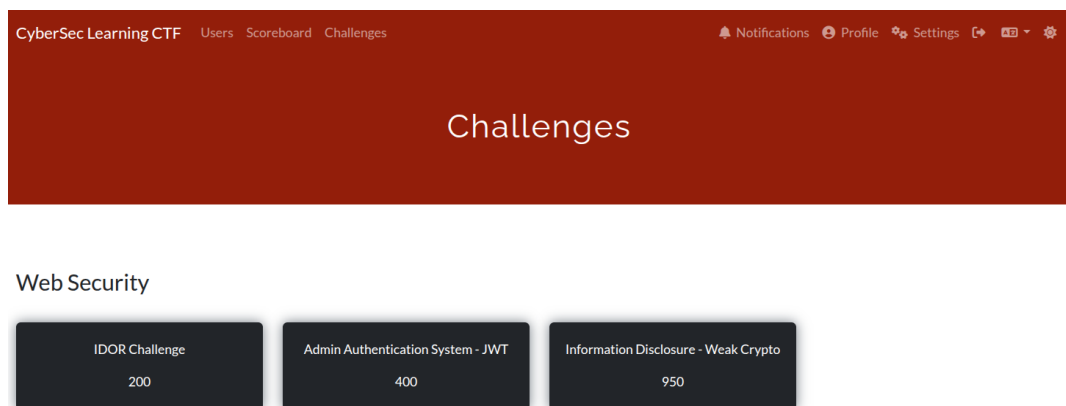 CyberSec Learning CTF Users Scoreboard Challenges Notifications Profile Settings
Challenges
Web Security
IDOR Challenge
200
Admin Authentication System - JWT
400
Information Disclosure - Weak Crypto
950